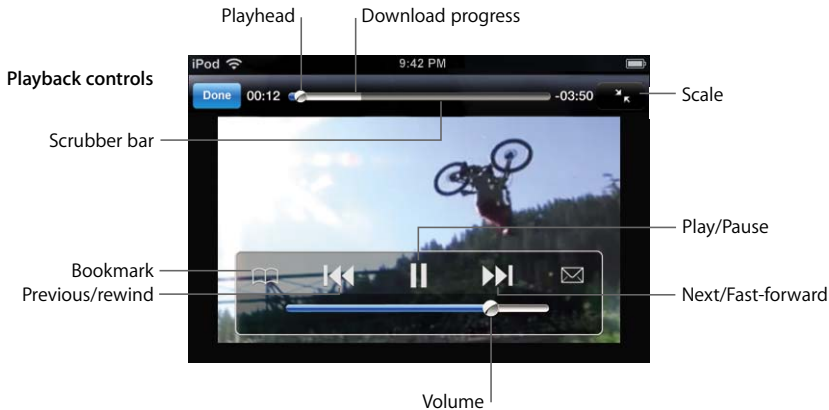 Playhead
Download progress
iPod
9:42 PM
Playback controls
Done
00:12
-03:50
Scale
Scrubber bar
Play/Pause
Bookmark
Previous/rewind
Next/Fast-forward
Volume